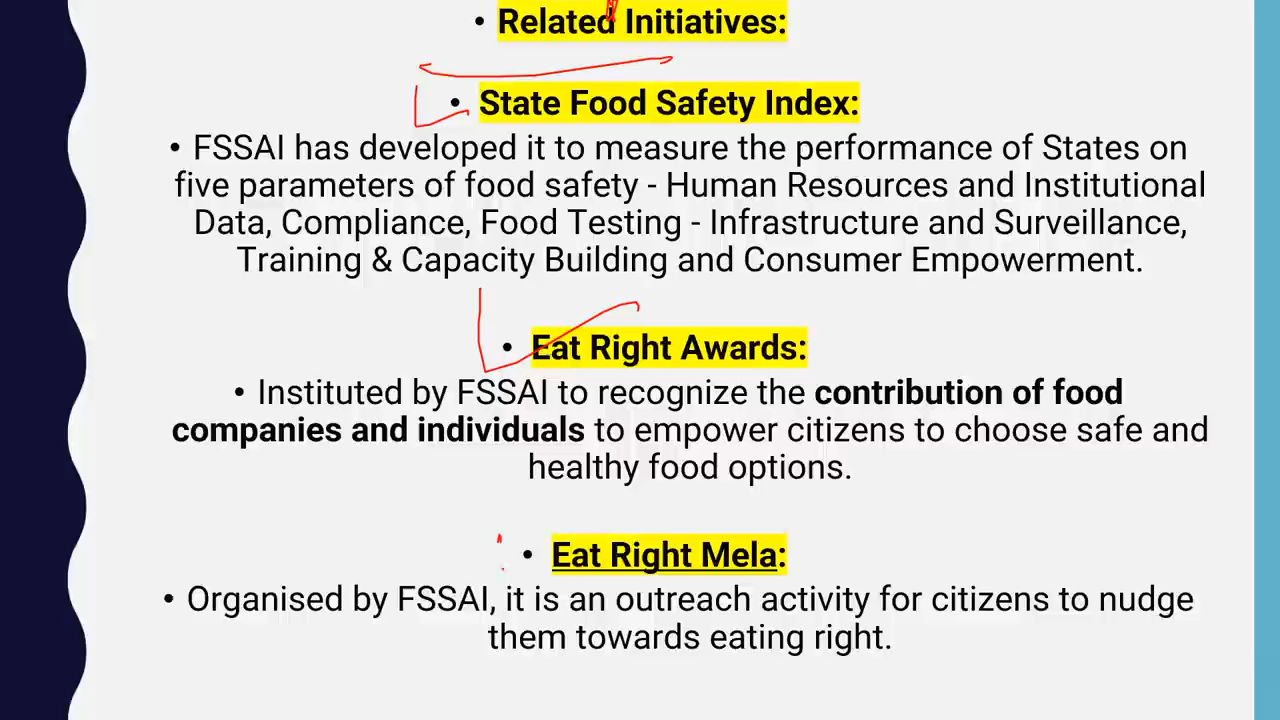 • Related Initiatives:
• State Food Safety Index:
• FSSAI has developed it to measure the performance of States on
five parameters of food safety - Human Resources and Institutional
Data, Compliance, Food Testing - Infrastructure and Surveillance,
Training & Capacity Building and Consumer Empowerment.
• Eat Right Awards:
• Instituted by FSSAI to recognize the contribution of food
companies and individuals to empower citizens to choose safe and
healthy food options.
• Eat Right Mela:
• Organised by FSSAI, it is an outreach activity for citizens to nudge
them towards eating right.